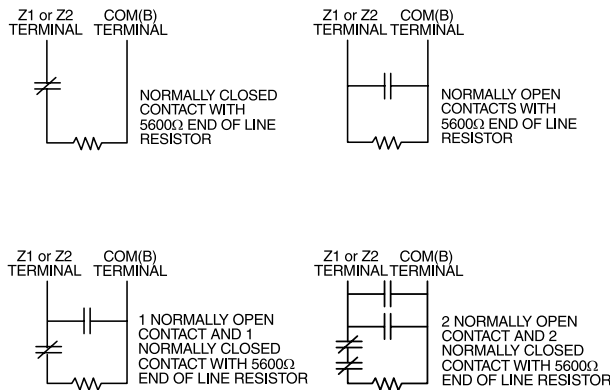 Z1 or Z2 COM(B)
TERMINAL TERMINAL
NORMALLY CLOSED
CONTACT WITH
5600Ω END OF LINE
RESISTOR
Z1 or Z2 COM(B)
TERMINAL TERMINAL
NORMALLY OPEN
CONTACTS WITH
5600Ω END OF LINE
RESISTOR
Z1 or Z2 COM(B)
TERMINAL TERMINAL
1 NORMALLY OPEN
CONTACT AND 1
NORMALLY CLOSED
CONTACT WITH 5600Ω
END OF LINE RESISTOR
Z1 or Z2 COM(B)
TERMINAL TERMINAL
2 NORMALLY OPEN
CONTACT AND 2
NORMALLY CLOSED
CONTACT WITH 5600Ω
END OF LINE RESISTOR